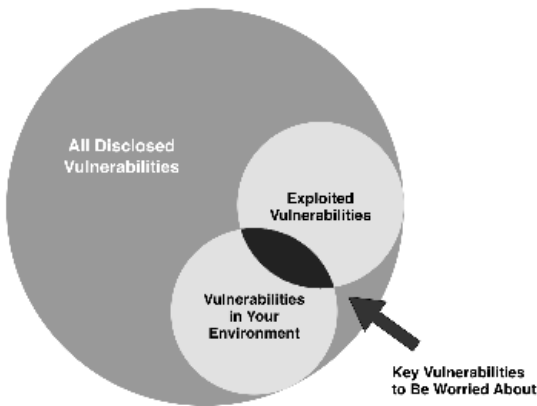 All Disclosed
Vulnerabilities
Exploited
Vulnerabilities
Vulnerabilities
in Your
Environment
Key Vulnerabilities
to Be Worried About